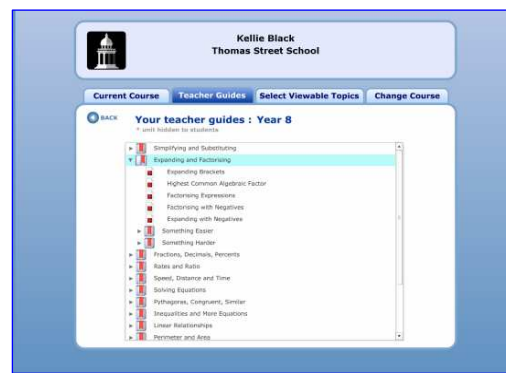 Kellie Black
Thomas Street School
Current Course
Teacher Guides
Select Viewable Topics
Change Course
BACK
Your teacher guides : Year 8
* unit hidden to students
Simplifying and Substituting
Expanding and Factorising
Expanding Brackets
Highest Common Algebraic Factor
Factorising Expressions
Factorising with Negatives
Expanding with Negatives
Something Easier
Something Harder
Fractions, Decimals, Percents
Rates and Ratio
Speed, Distance and Time
Solving Equations
Pythagoras, Congruent, Similar
Inequalities and More Equations
Linear Relationships
Perimeter and Area